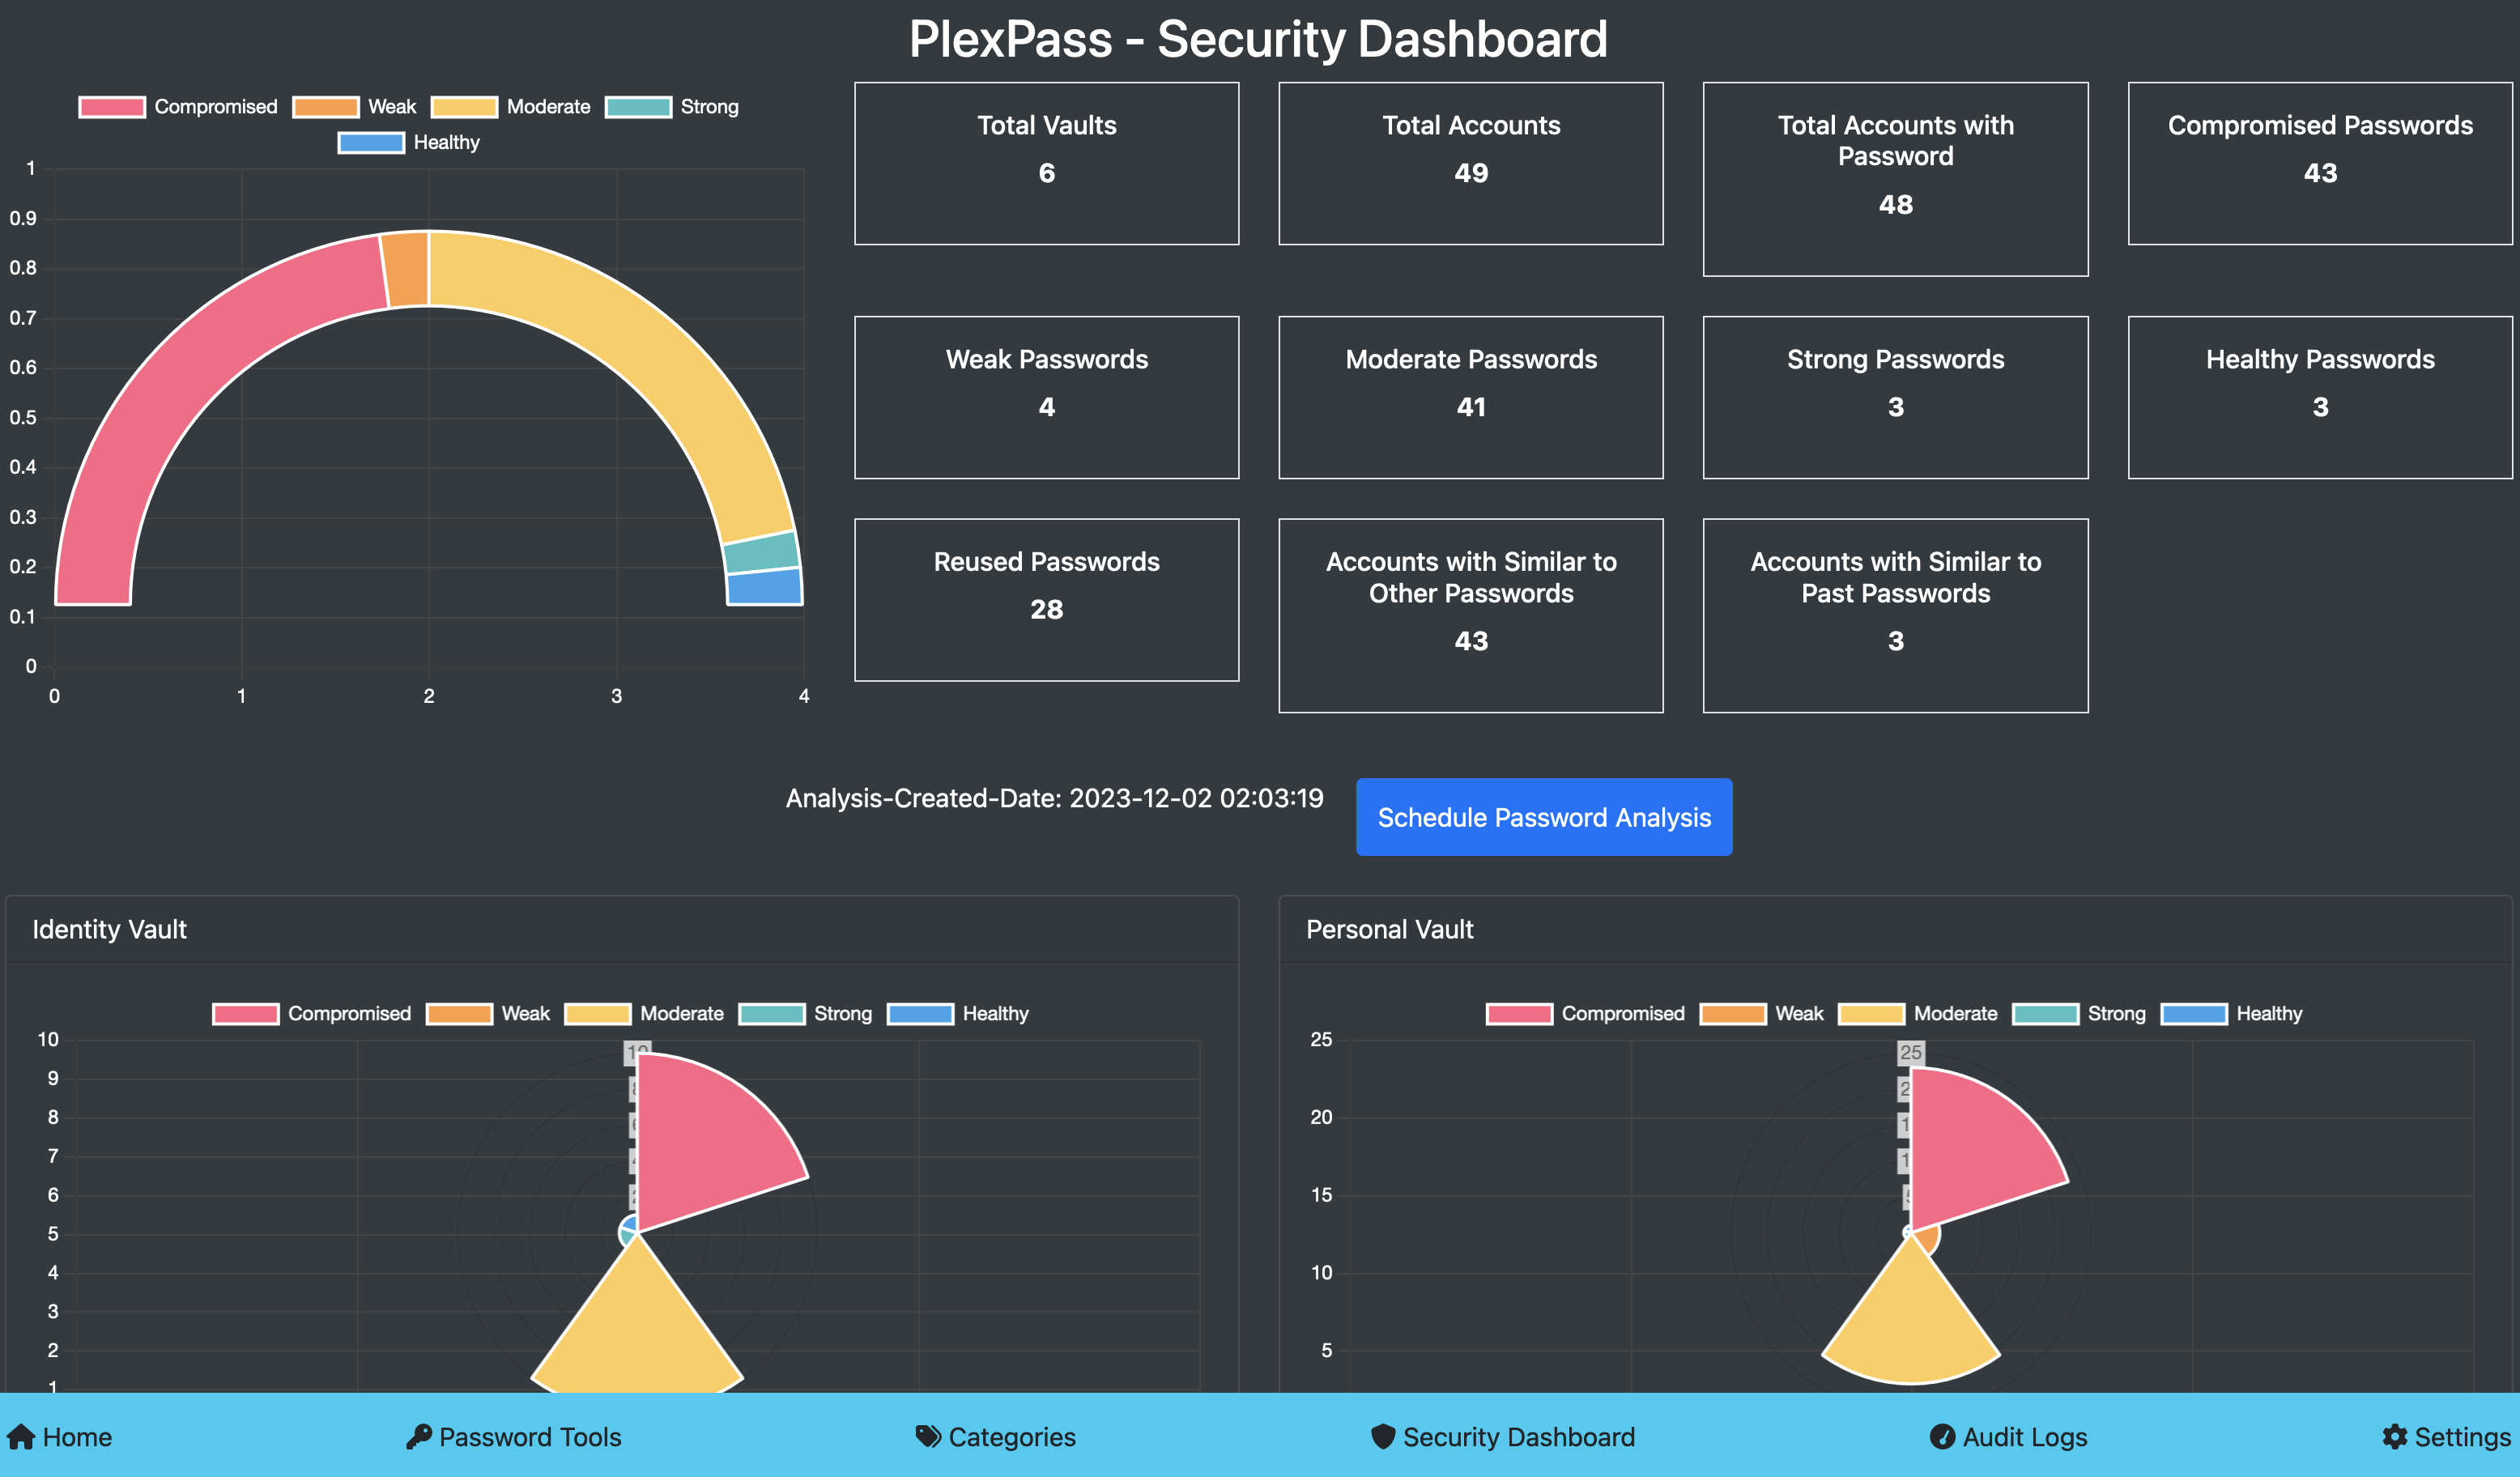 PlexPass - Security Dashboard
Compromised Weak Moderate Strong
Healthy
1
0.9
0.8
0.7
0.6
0.5
0.4
0.3
0.2
0.1
0
0 1 2 3 4
Total Vaults
6
Total Accounts
49
Total Accounts with
Password
48
Compromised Passwords
43
Weak Passwords
4
Moderate Passwords
41
Strong Passwords
3
Healthy Passwords
3
Reused Passwords
28
Accounts with Similar to
Other Passwords
43
Accounts with Similar to
Past Passwords
3
Analysis-Created-Date: 2023-12-02 02:03:19
Schedule Password Analysis
Identity Vault
Compromised Weak Moderate Strong Healthy
10
9
8
7
6
5
4
3
2
1
Personal Vault
Compromised Weak Moderate Strong Healthy
25
20
15
10
5
25
Home Password Tools Categories Security Dashboard Audit Logs Settings